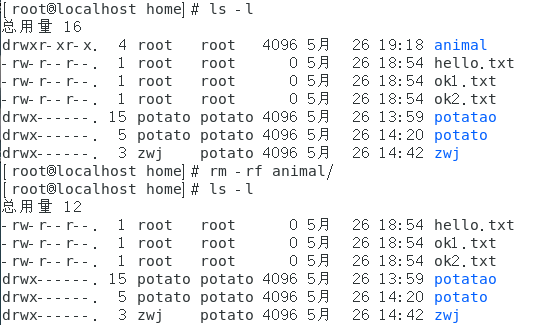 [root@localhost home]# ls -l
总用量 16
drwxr-xr-x. 4 root root 4096 5月 26 19:18 animal
-rw-r--r--. 1 root root 0 5月 26 18:54 hello.txt
-rw-r--r--. 1 root root 0 5月 26 18:54 ok1.txt
-rw-r--r--. 1 root root 0 5月 26 18:54 ok2.txt
drwx------. 15 potato potato 4096 5月 26 13:59 potatao
drwx------. 5 potato potato 4096 5月 26 14:20 potato
drwx------. 3 zwj potato 4096 5月 26 14:42 zwj
[root@localhost home]# rm -rf animal/
[root@localhost home]# ls -l
总用量 12
-rw-r--r--. 1 root root 0 5月 26 18:54 hello.txt
-rw-r--r--. 1 root root 0 5月 26 18:54 ok1.txt
-rw-r--r--. 1 root root 0 5月 26 18:54 ok2.txt
drwx------. 15 potato potato 4096 5月 26 13:59 potatao
drwx------. 5 potato potato 4096 5月 26 14:20 potato
drwx------. 3 zwj potato 4096 5月 26 14:42 zwj